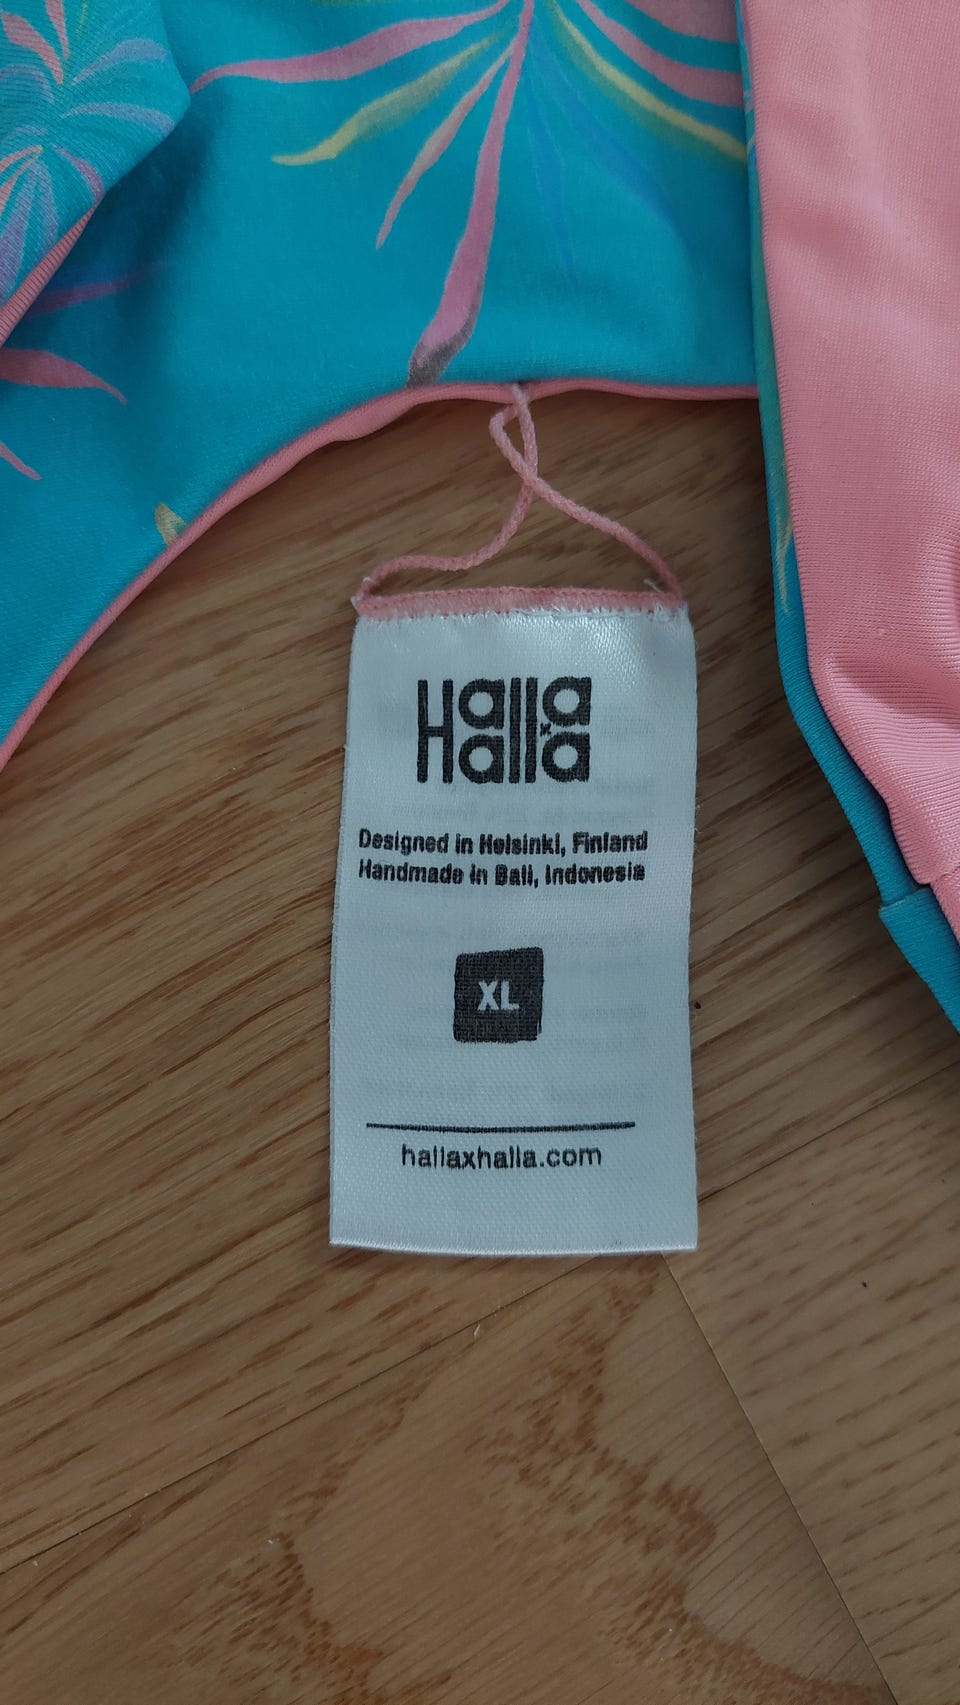 Halla
x
Halla
Designed in Helsinki, Finland
Handmade in Bali, Indonesia
XL
hallaxhalla.com